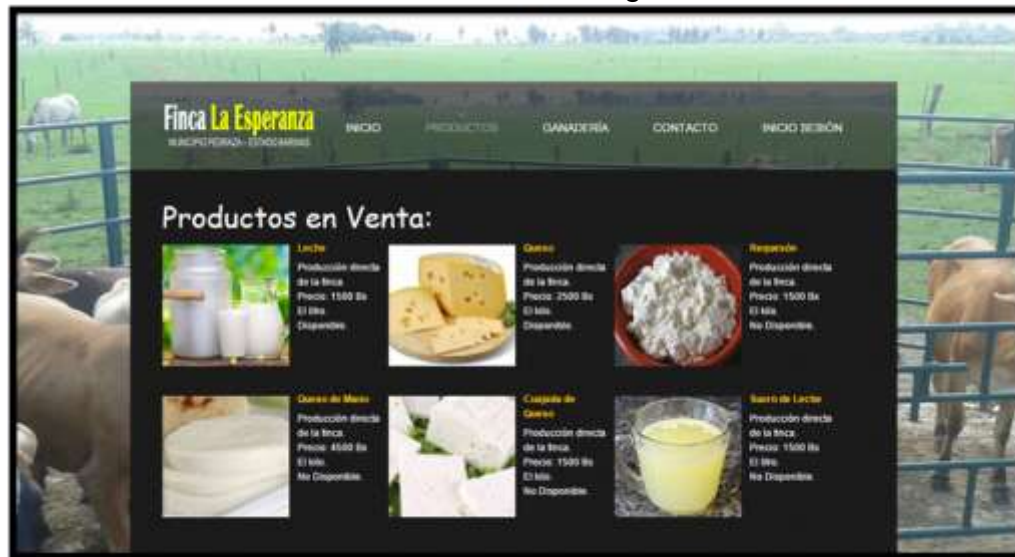 Finca La Esperanza
MUNICIPIO PEDRAZA - ESTADO BARINAS
INICIO
PRODUCTOS
GANADERÍA
CONTACTO
INICIO SESIÓN
Productos en Venta:
Leche
Producción directa
de la finca.
Precio: 1500 Bs
El litro.
Disponible.
Queso
Producción directa
de la finca.
Precio: 2500 Bs
El kilo.
Disponible.
Requesón
Producción directa
de la finca.
Precio: 1500 Bs
El kilo.
No Disponible.
Queso de Mano
Producción directa
de la finca.
Precio: 4500 Bs
El kilo.
No Disponible.
Cuajada de
Queso
Producción directa
de la finca.
Precio: 1500 Bs
El kilo.
No Disponible.
Suero de Leche
Producción directa
de la finca.
Precio: 1500 Bs
El litro.
No Disponible.